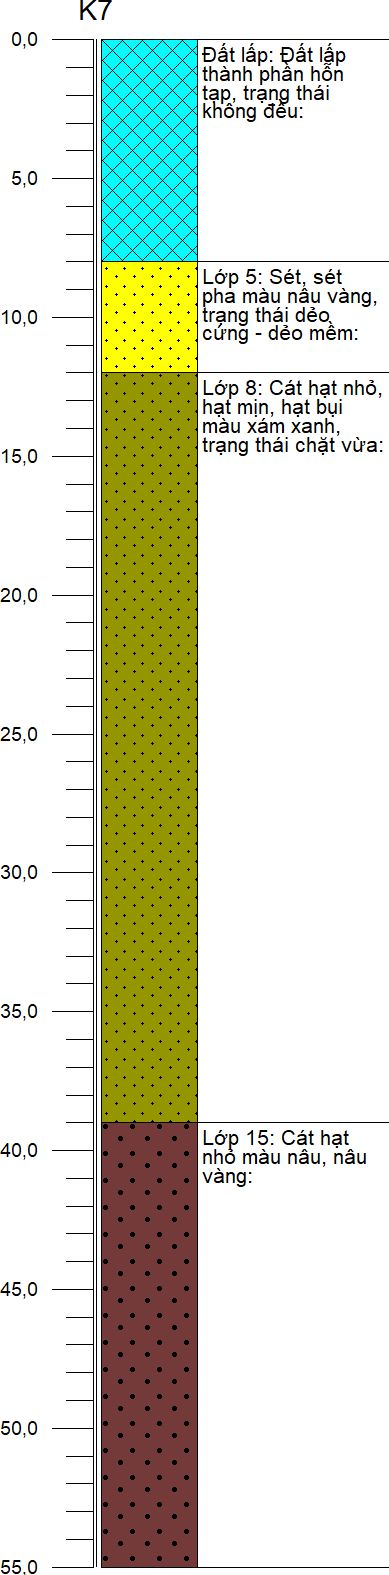 K7
0,0
Đất lấp: Đất lấp
thành phần hỗn
tạp, trạng thái
không đều:
5,0
Lớp 5: Sét, sét
pha màu nâu vàng,
trạng thái dẻo
cứng - dẻo mềm:
10,0
Lớp 8: Cát hạt nhỏ,
hạt mịn, hạt bụi
màu xám xanh,
trạng thái chặt vừa:
15,0
20,0
25,0
30,0
35,0
Lớp 15: Cát hạt
nhỏ màu nâu, nâu
vàng:
40,0
45,0
50,0
55,0